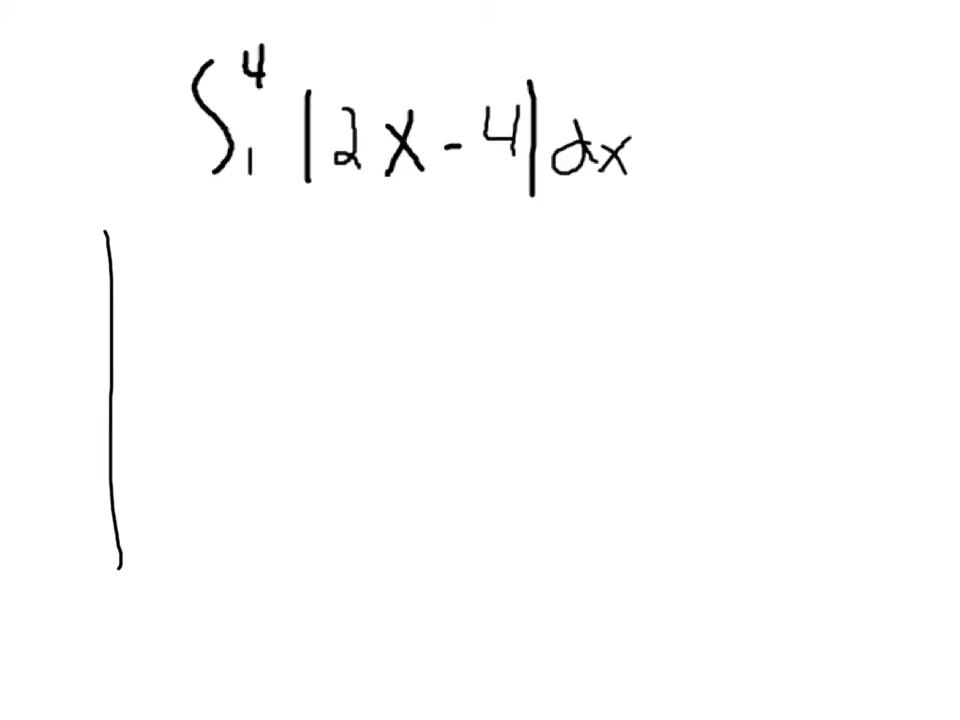 ∫₁⁴ |2x - 4| dx